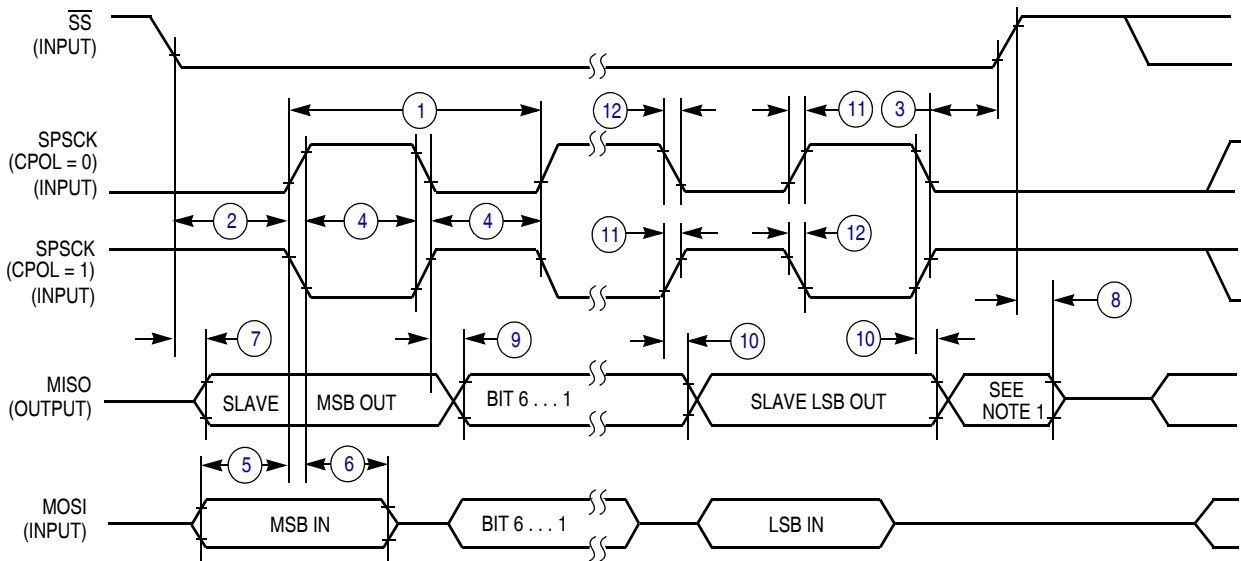 SS
(INPUT)
1
12
11
3
SPSCK
(CPOL = 0)
(INPUT)
2
4
4
SPSCK
(CPOL = 1)
(INPUT)
11
12
8
7
9
10
10
MISO
(OUTPUT)
SLAVE
MSB OUT
BIT 6 . . . 1
SLAVE LSB OUT
SEE
NOTE 1
5
6
MOSI
(INPUT)
MSB IN
BIT 6 . . . 1
LSB IN